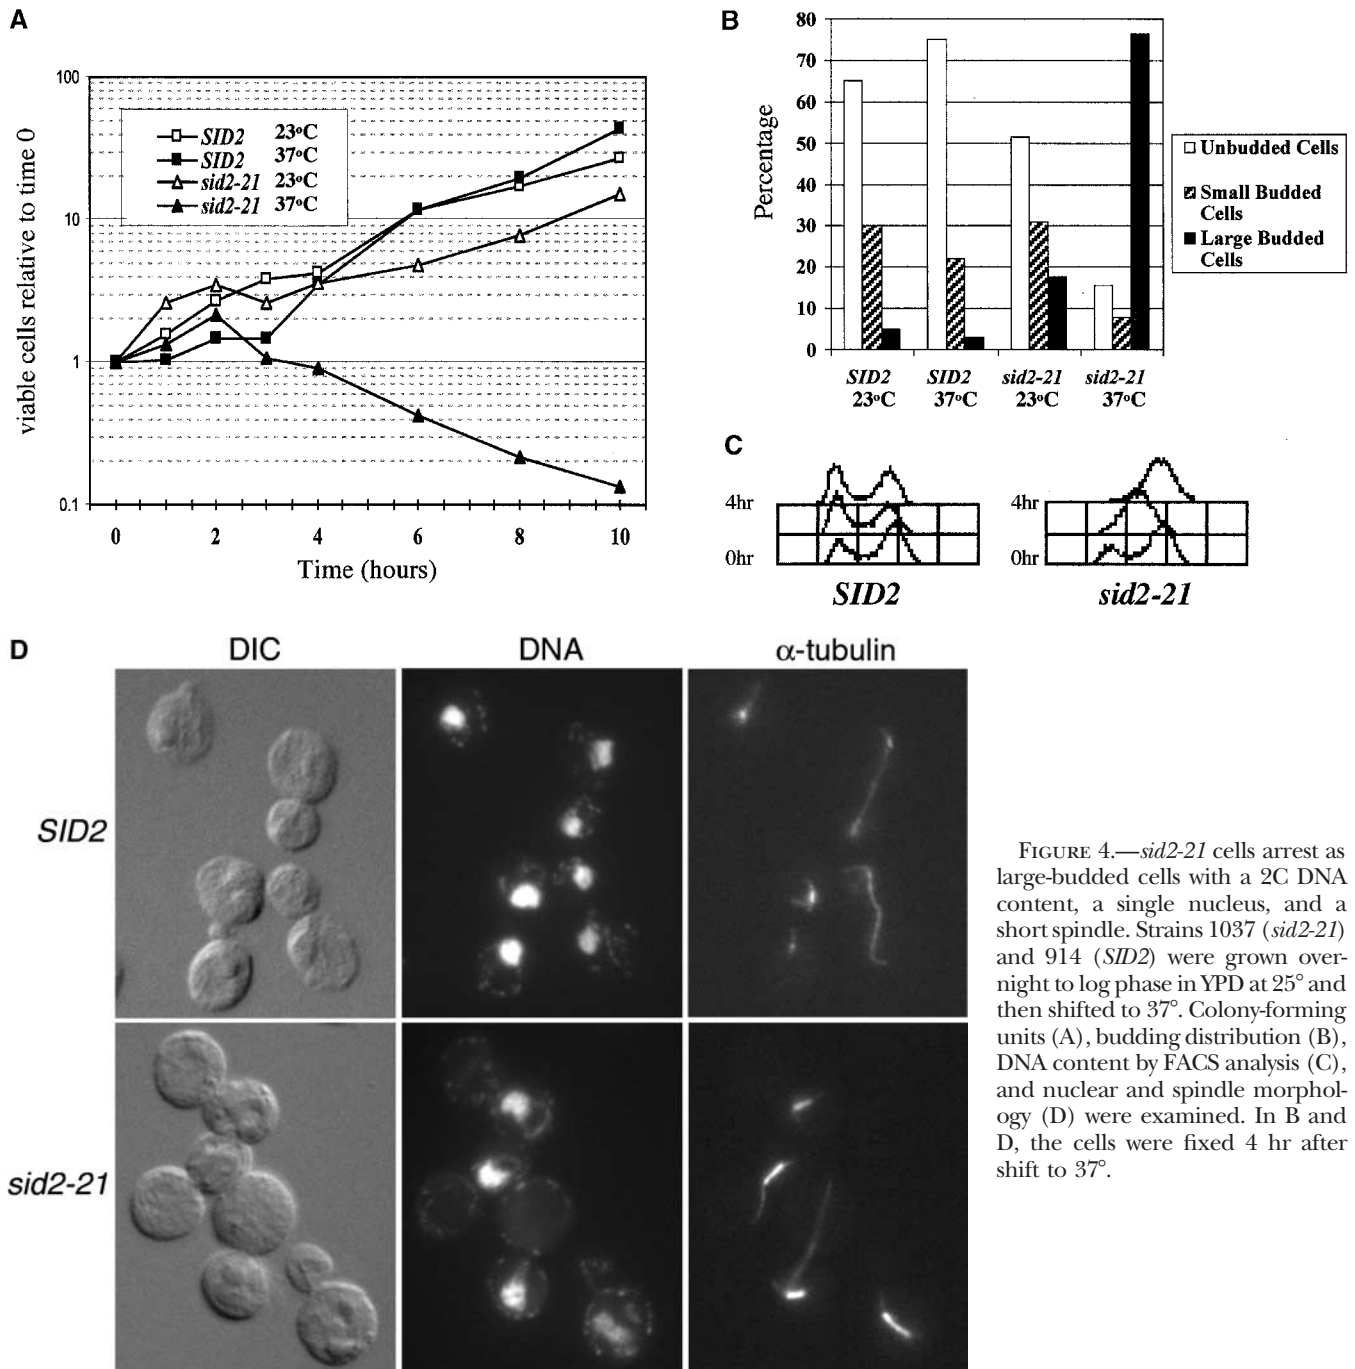 A
viable cells relative to time 0
100
10
1
0.1
SID2 23°C
SID2 37°C
sid2-21 23°C
sid2-21 37°C
0 2 4 6 8 10
Time (hours)
B
Percentage
80
70
60
50
40
30
20
10
0
SID2 SID2 sid2-21 sid2-21
23°C 37°C 23°C 37°C
Unbudded Cells
Small Budded
Cells
Large Budded
Cells
C
4hr
0hr
SID2
4hr
0hr
sid2-21
D
DIC DNA α-tubulin
SID2
sid2-21
FIGURE 4.—sid2-21 cells arrest as
large-budded cells with a 2C DNA
content, a single nucleus, and a
short spindle. Strains 1037 (sid2-21)
and 914 (SID2) were grown over-
night to log phase in YPD at 25° and
then shifted to 37°. Colony-forming
units (A), budding distribution (B),
DNA content by FACS analysis (C),
and nuclear and spindle morphol-
ogy (D) were examined. In B and
D, the cells were fixed 4 hr after
shift to 37°.